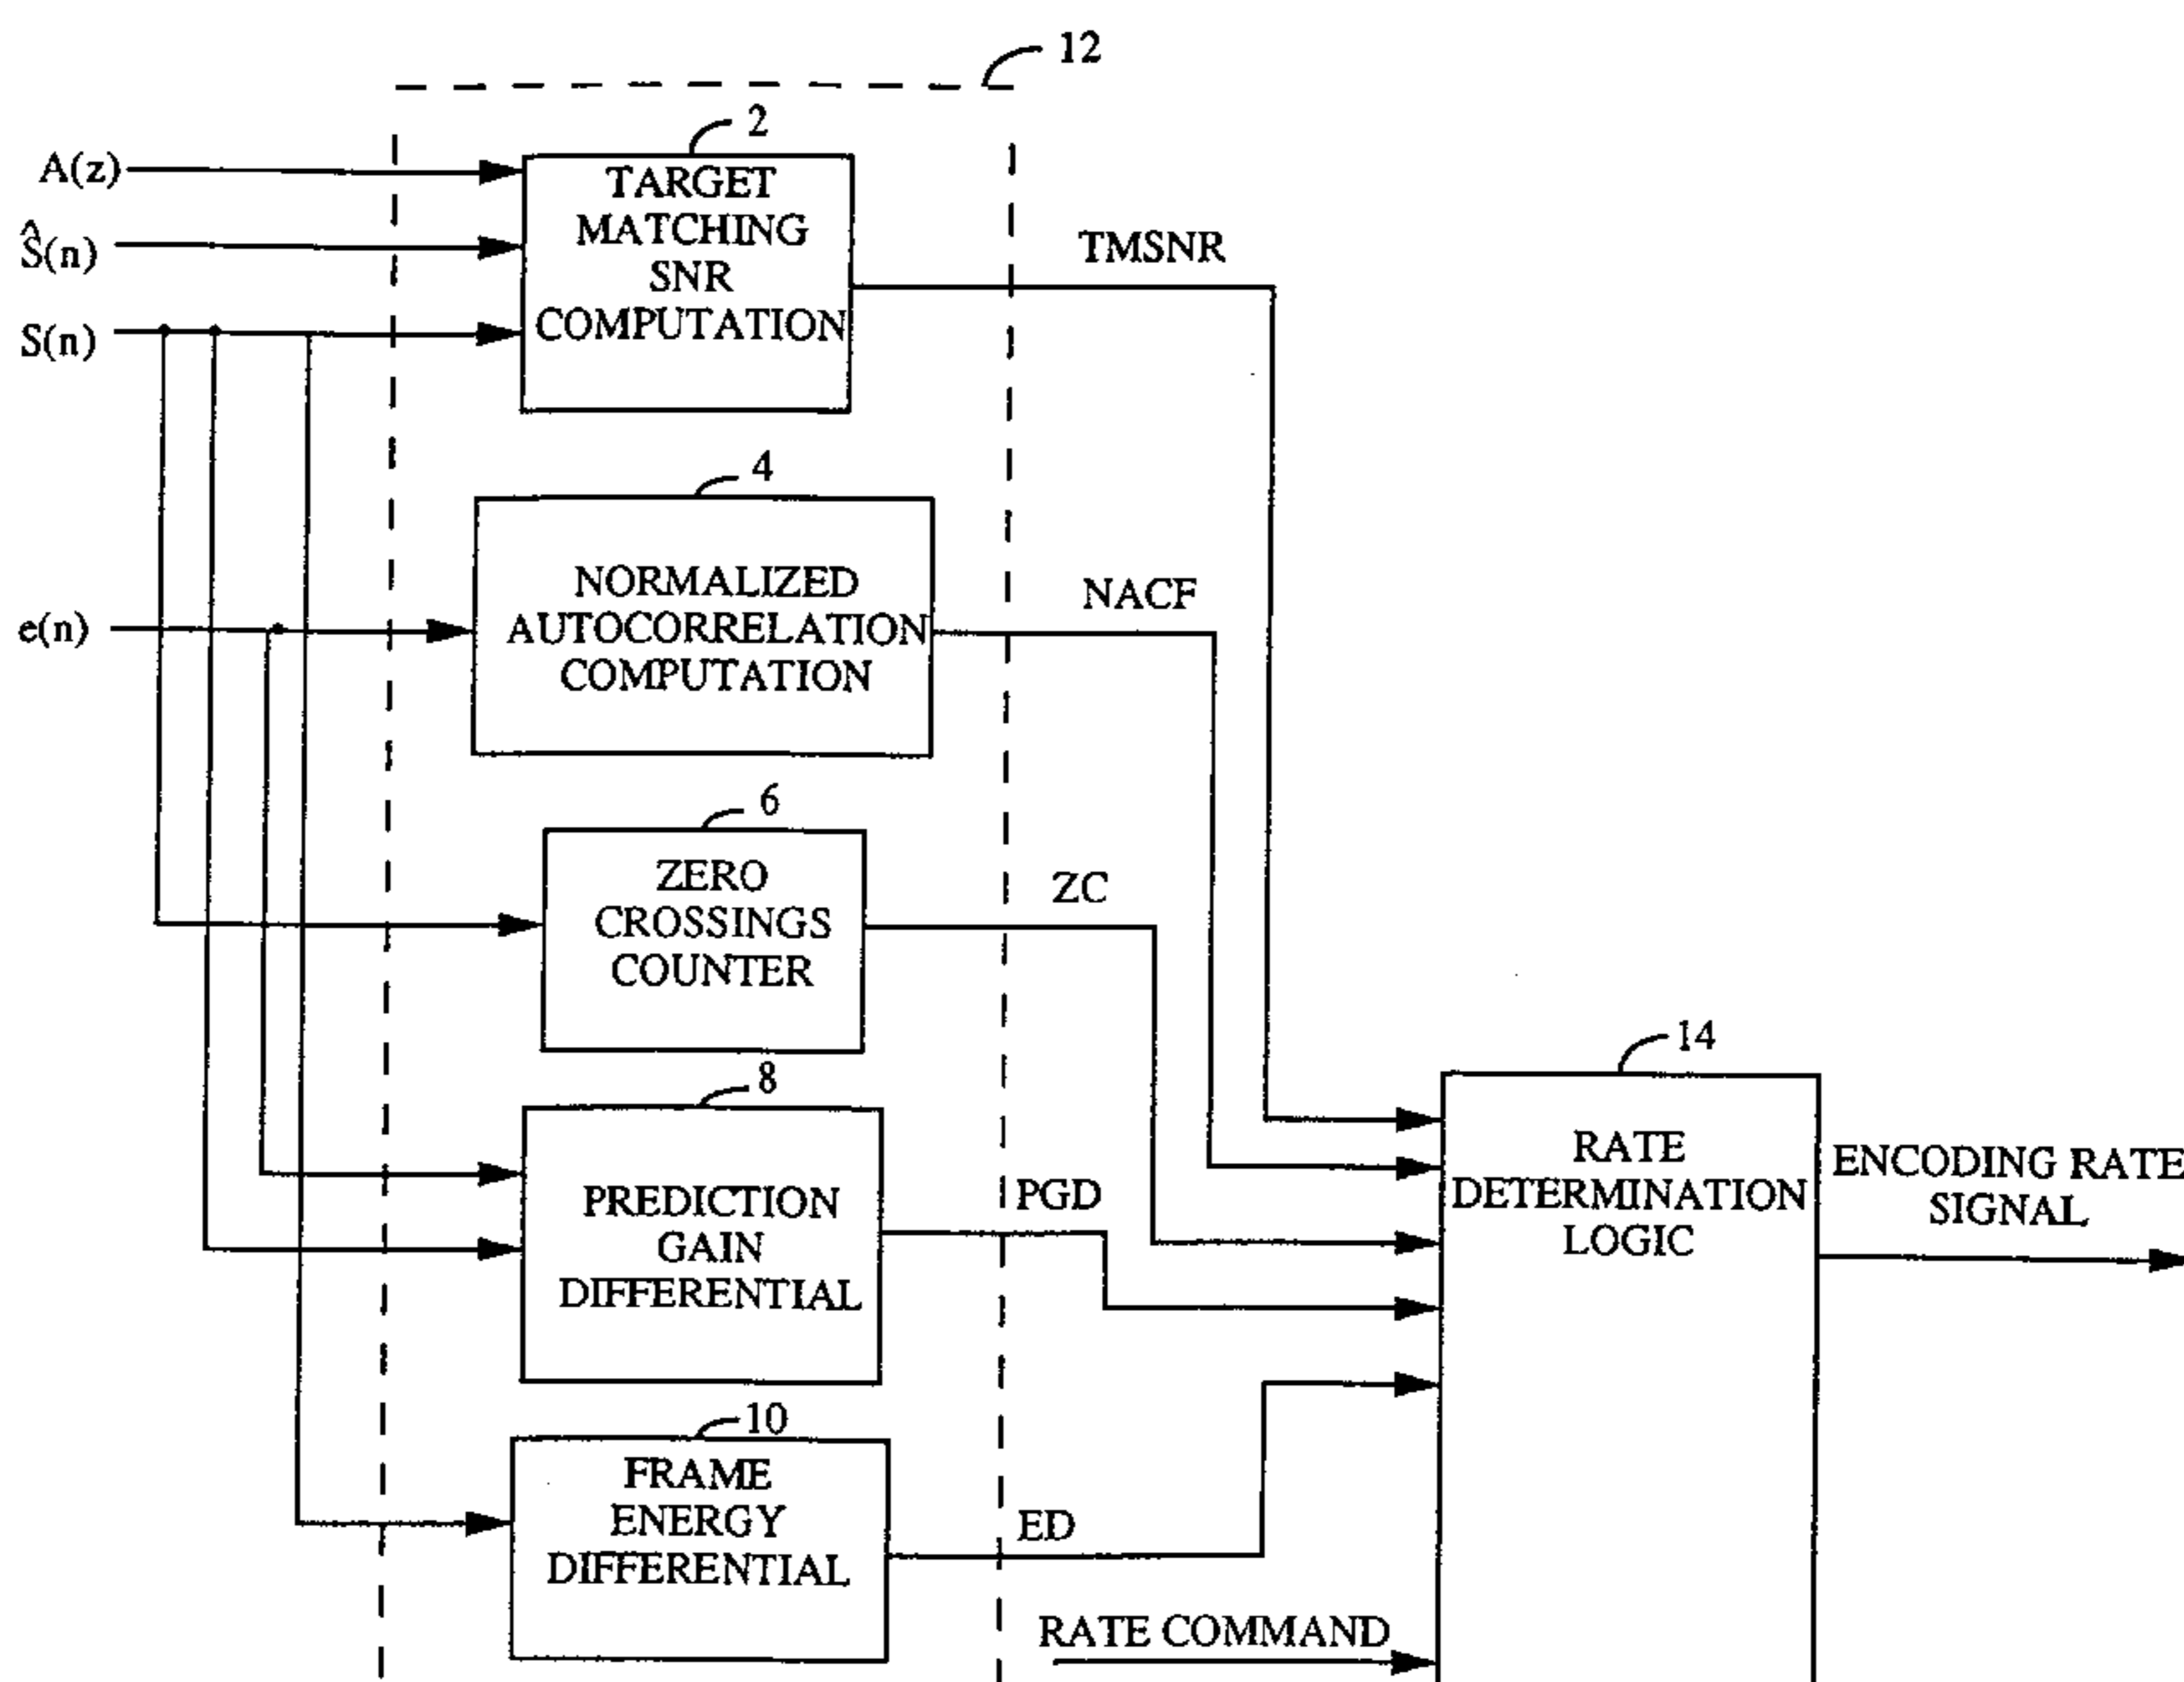 12
2
A(z)
Ŝ(n)
S(n)
TARGET
MATCHING
SNR
COMPUTATION
TMSNR
4
e(n)
NORMALIZED
AUTOCORRELATION
COMPUTATION
NACF
6
ZERO
CROSSINGS
COUNTER
ZC
8
PREDICTION
GAIN
DIFFERENTIAL
PGD
14
RATE
DETERMINATION
LOGIC
ENCODING RATE
SIGNAL
10
FRAME
ENERGY
DIFFERENTIAL
ED
RATE COMMAND